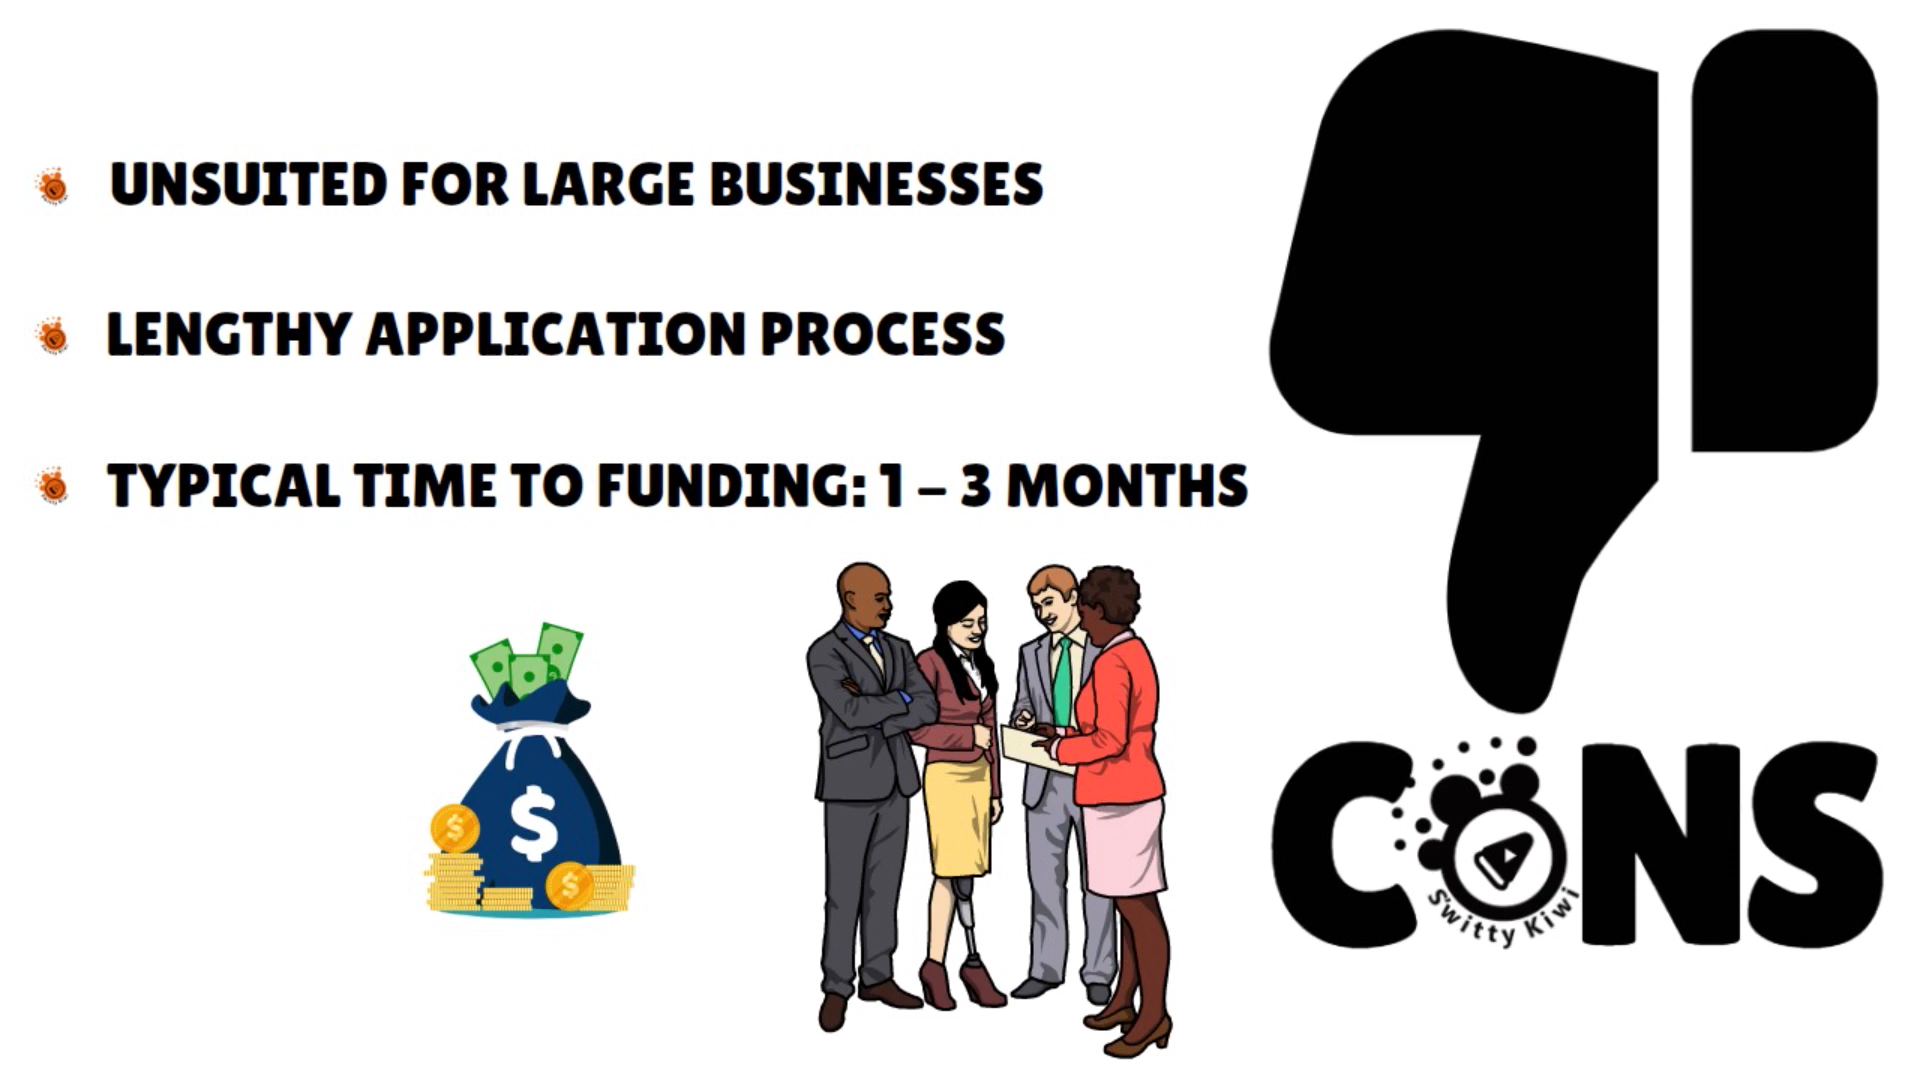 UNSUITED FOR LARGE BUSINESSES
LENGTHY APPLICATION PROCESS
TYPICAL TIME TO FUNDING: 1 – 3 MONTHS
$
$
$
CONS
Switty Kiwi